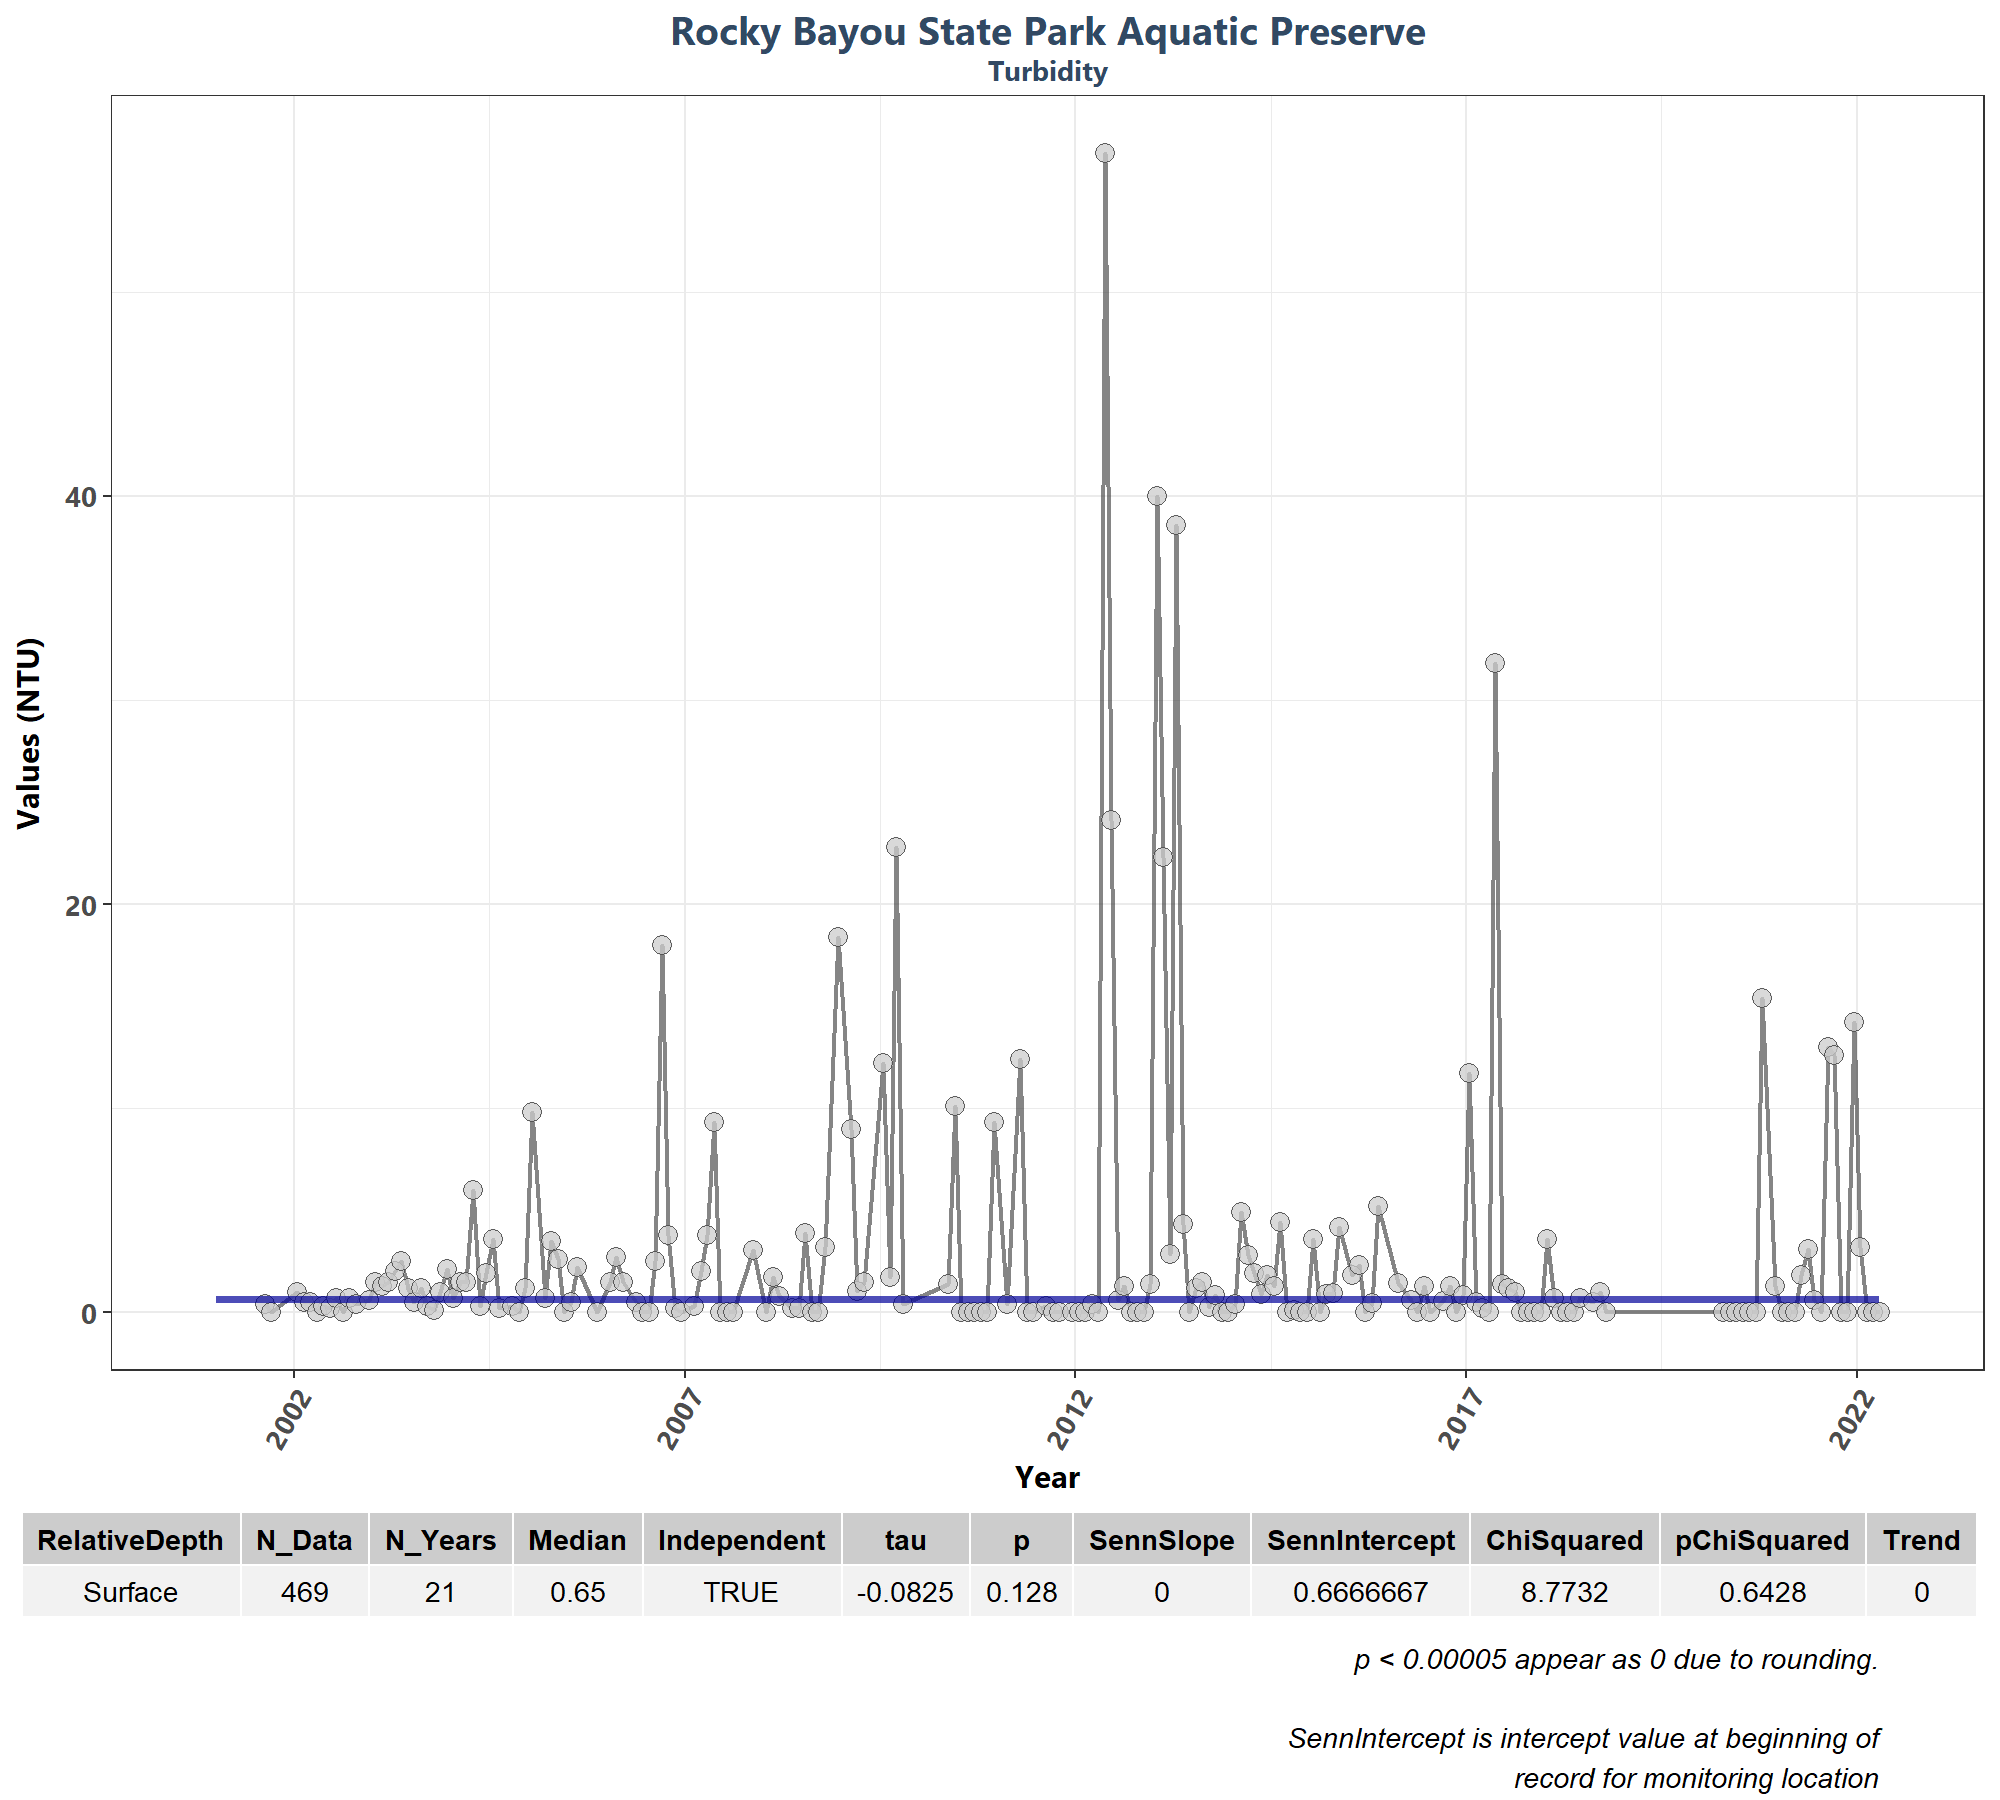 Rocky Bayou State Park Aquatic Preserve
Turbidity
Values (NTU)
40
20
0
2002 2007 2012 2017 2022
Year
RelativeDepth N_Data N_Years Median Independent tau p SennSlope SennIntercept ChiSquared pChiSquared Trend
Surface 469 21 0.65 TRUE -0.0825 0.128 0 0.6666667 8.7732 0.6428 0
p < 0.00005 appear as 0 due to rounding.
SennIntercept is intercept value at beginning of
record for monitoring location